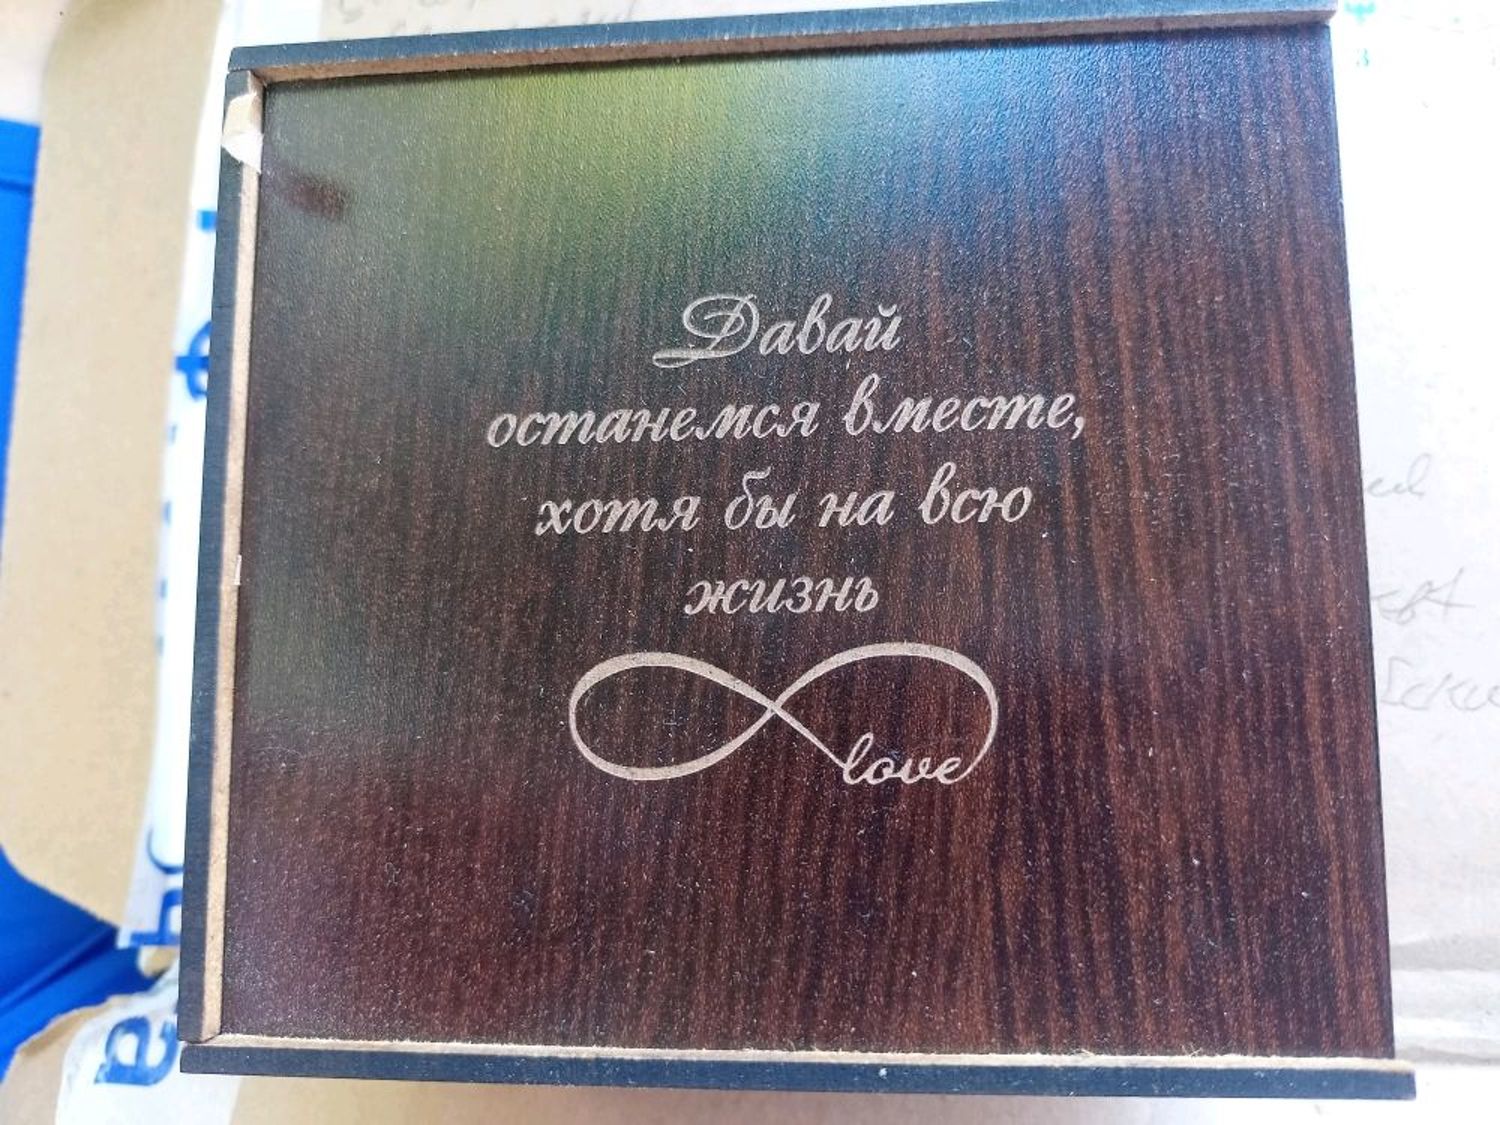 Давай
останемся вместе,
хотя бы на всю
жизнь
love